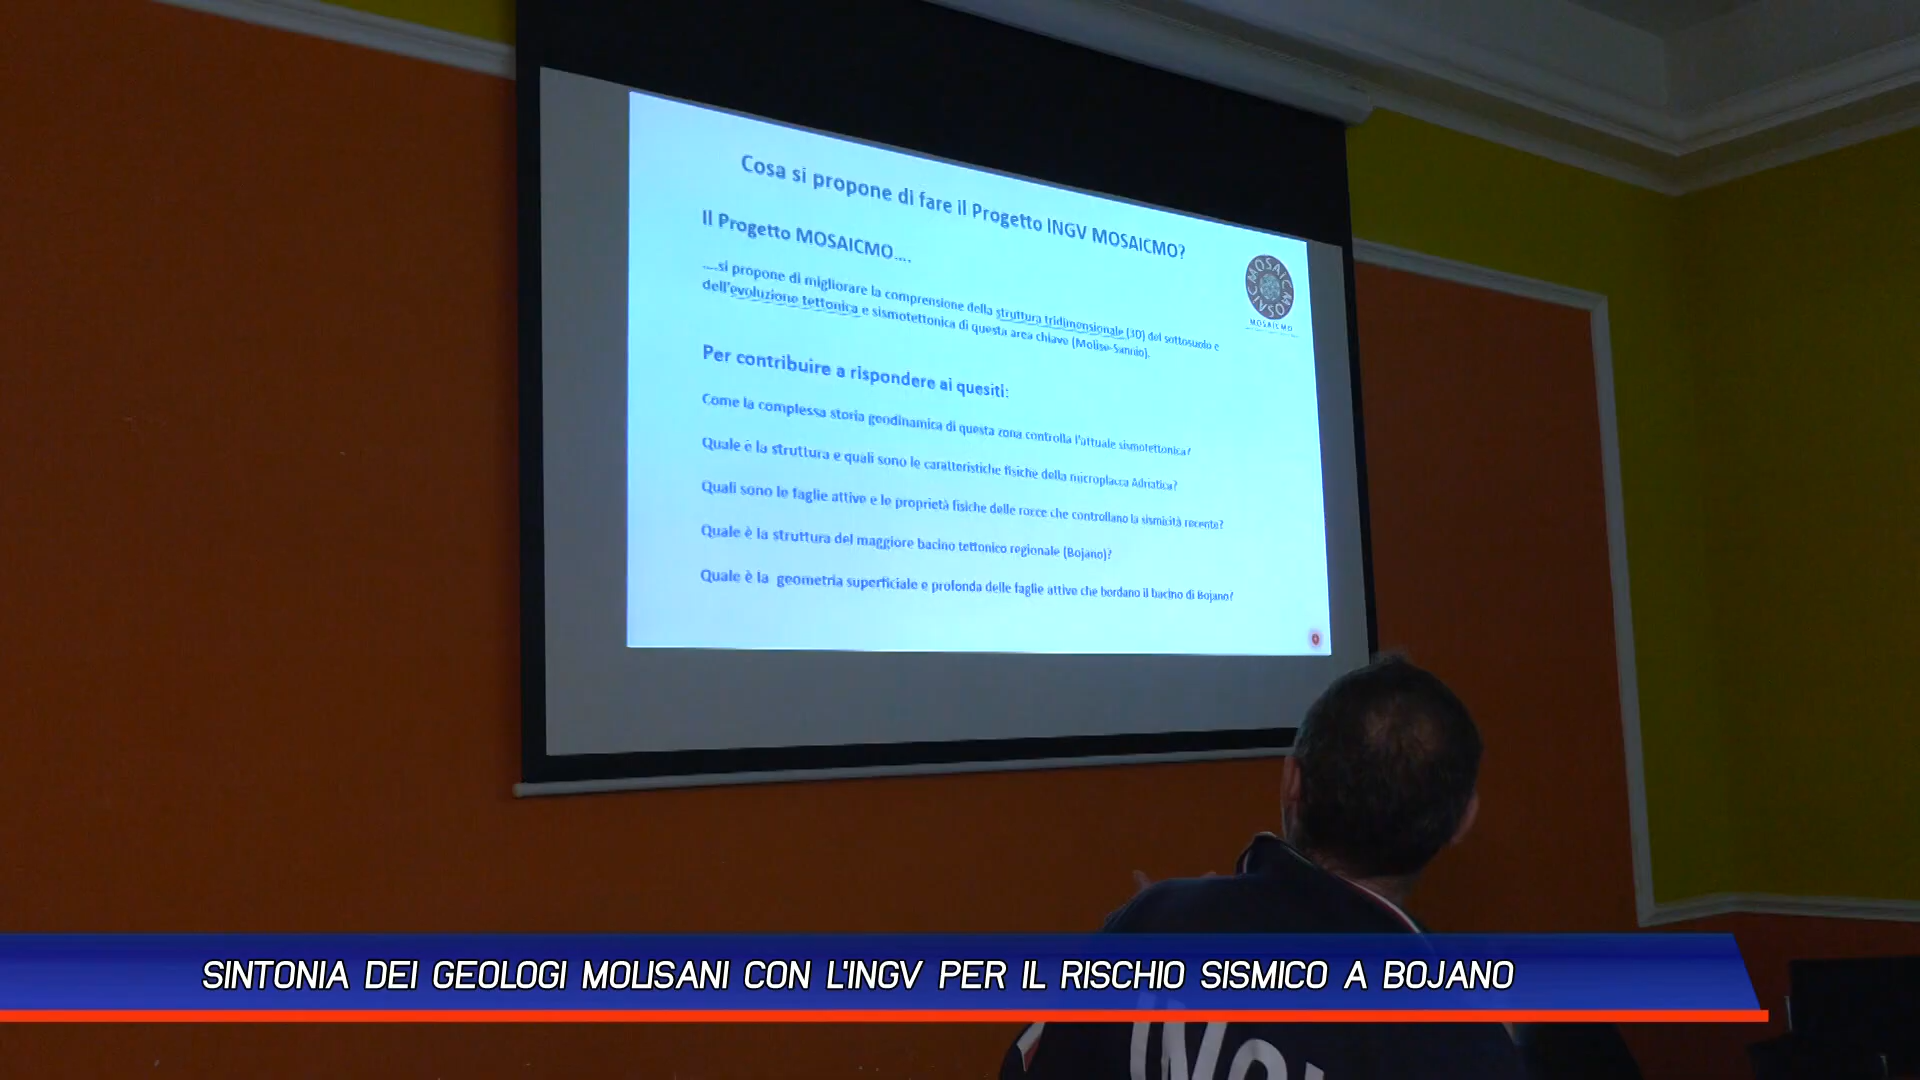 Cosa si propone di fare il Progetto INGV MOSAICMO?
Il Progetto MOSAICMO....
....si propone di migliorare la comprensione della struttura tridimensionale (3D) del sottosuolo e
dell'evoluzione tettonica e sismotettonica di questa area chiave (Molise-Sannio).
MOSAICMO
Per contribuire a rispondere ai quesiti:
Come la complessa storia geodinamica di questa zona controlla l'attuale sismotettonica?
Quale è la struttura e quali sono le caratteristiche fisiche della microplacca Adriatica?
Quali sono le faglie attive e le proprietà fisiche delle rocce che controllano la sismicità recente?
Quale è la struttura del maggiore bacino tettonico regionale (Bojano)?
Quale è la geometria superficiale e profonda delle faglie attive che bordano il bacino di Bojano?
SINTONIA DEI GEOLOGI MOLISANI CON L'INGV PER IL RISCHIO SISMICO A BOJANO